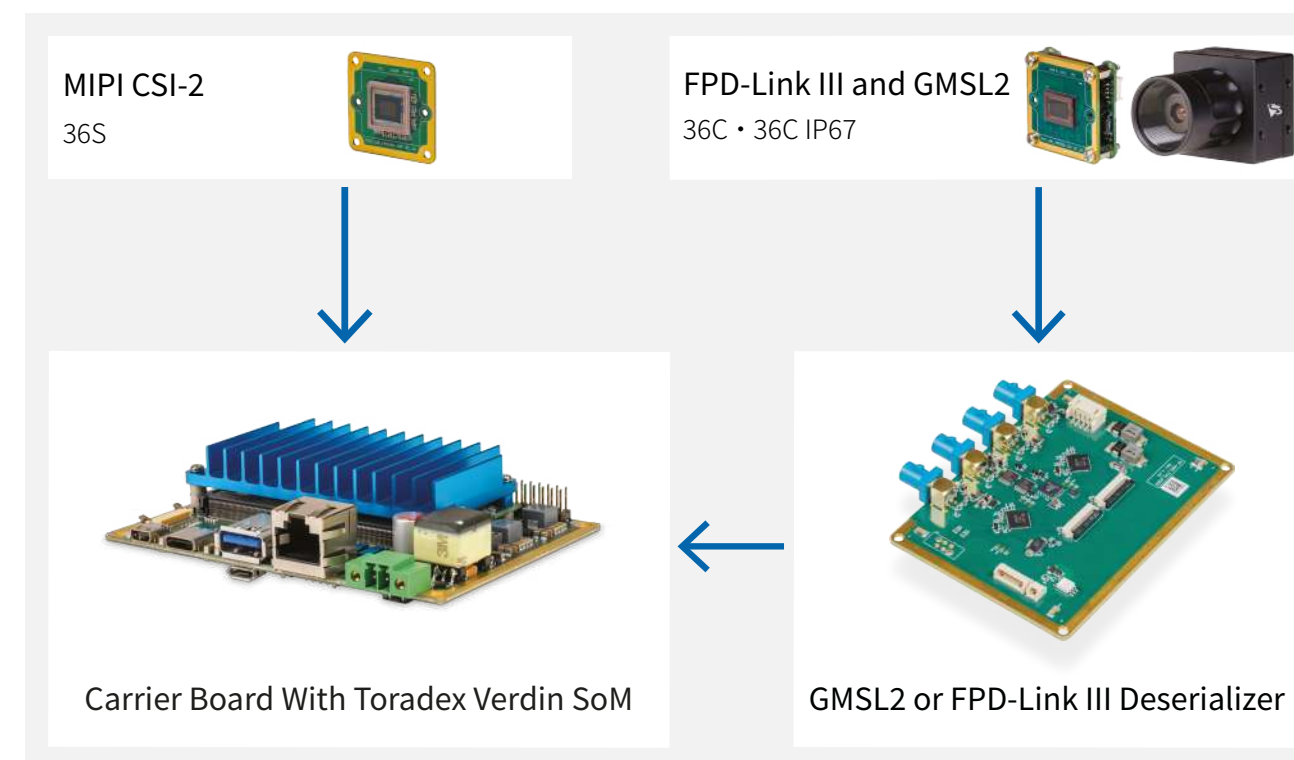 MIPI CSI-2
36S
FPD-Link III and GMSL2
36C • 36C IP67
3M
Carrier Board With Toradex Verdin SoM
GMSL2 or FPD-Link III Deserializer